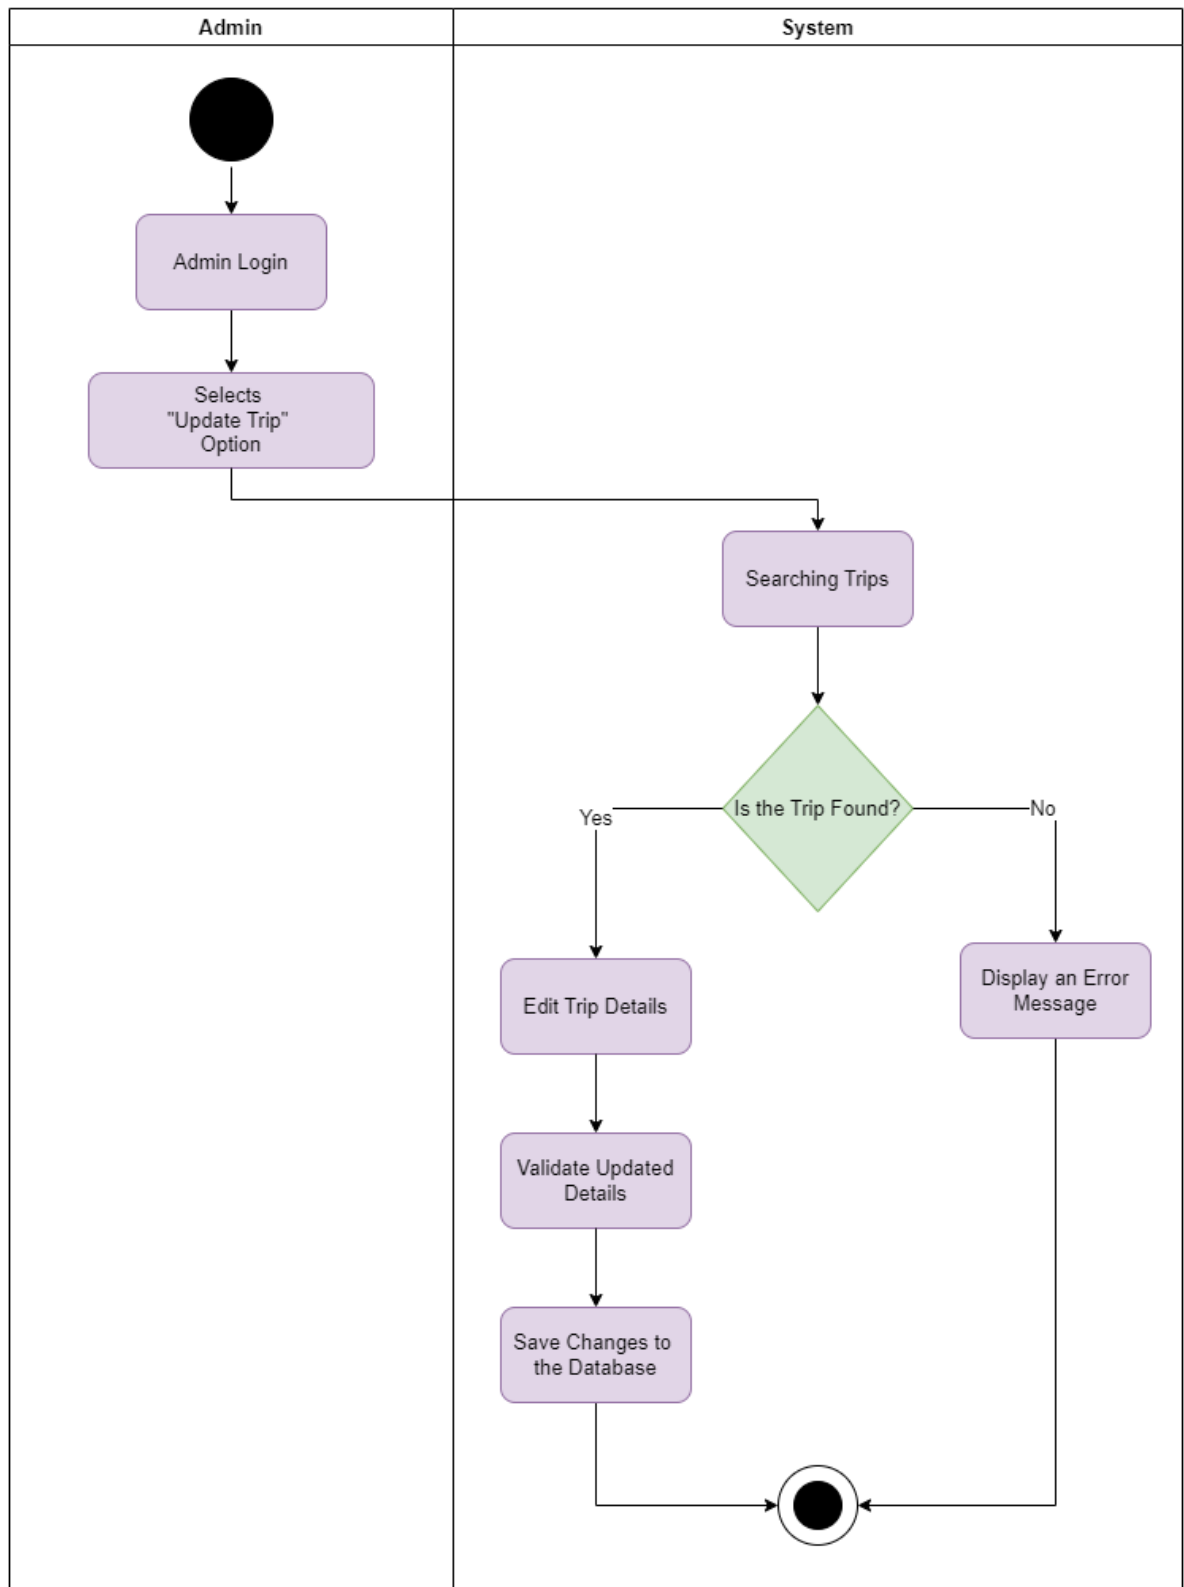 Admin
System
Admin Login
Selects
"Update Trip"
Option
Searching Trips
Is the Trip Found?
Yes
No
Edit Trip Details
Display an Error
Message
Validate Updated
Details
Save Changes to
the Database